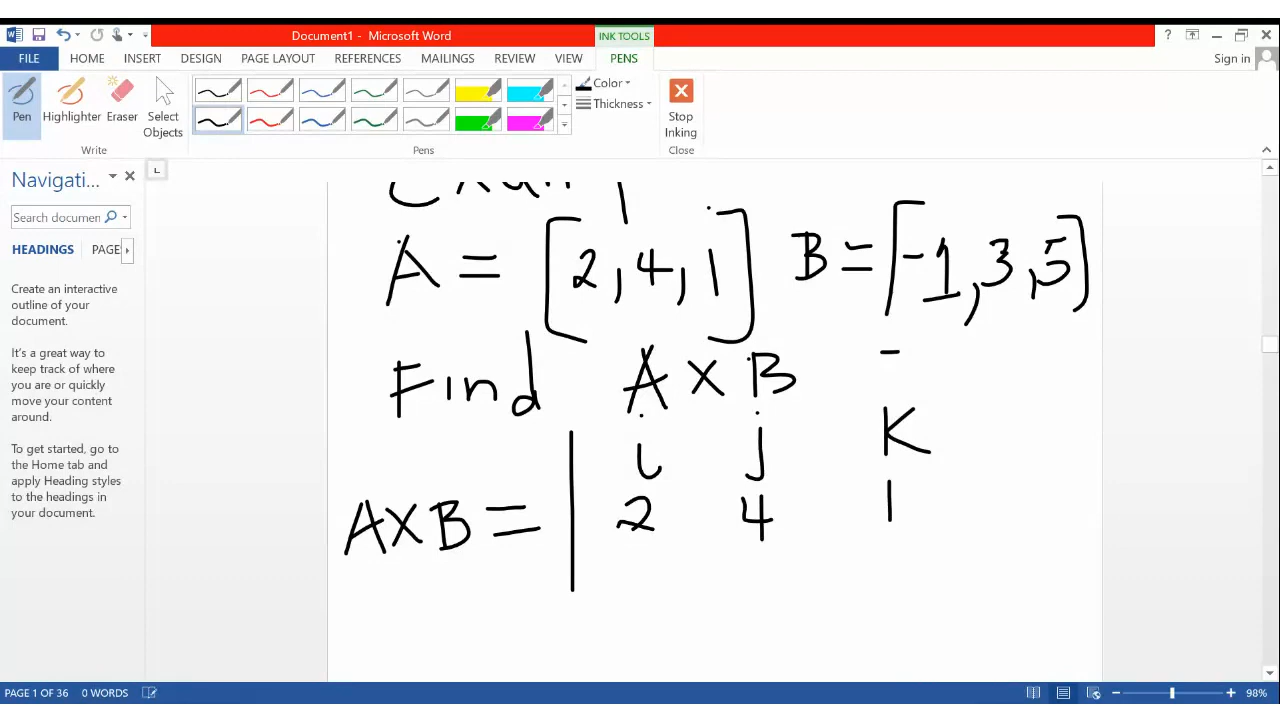 Document1 - Microsoft Word
INK TOOLS
FILE HOME INSERT DESIGN PAGE LAYOUT REFERENCES MAILINGS REVIEW VIEW PENS
Sign in
Pen Highlighter Eraser Select Objects
Color
Thickness
Stop Inking
Write Pens Close
Navigati...
Search documen
HEADINGS PAGE
Create an interactive
outline of your
document.
It's a great way to
keep track of where
you are or quickly
move your content
around.
To get started, go to
the Home tab and
apply Heading styles
to the headings in
your document.
A = [2,4,1] B = [-1,3,5]
Find A X B
i j K
A X B = | 2 4 1
PAGE 1 OF 36 0 WORDS
98%